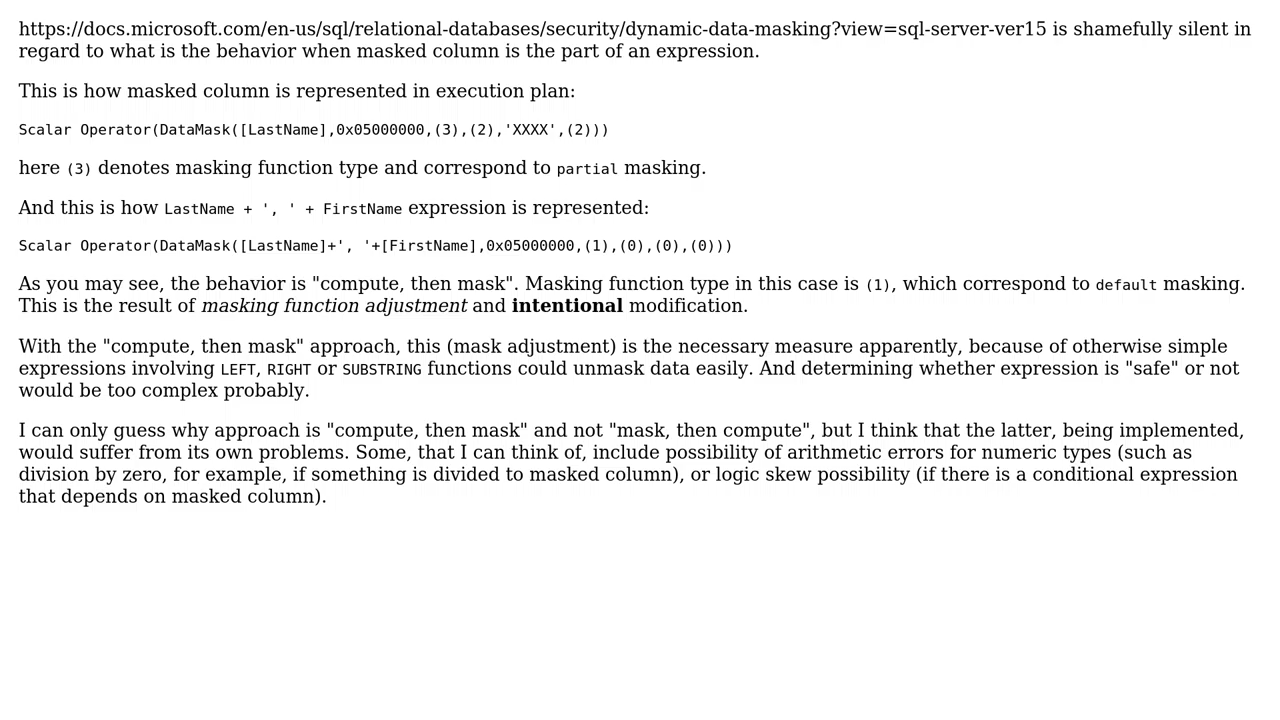 https://docs.microsoft.com/en-us/sql/relational-databases/security/dynamic-data-masking?view=sql-server-ver15 is shamefully silent in
regard to what is the behavior when masked column is the part of an expression.
This is how masked column is represented in execution plan:
Scalar Operator(DataMask([LastName],0x05000000,(3),(2),'XXXX',(2)))
here (3) denotes masking function type and correspond to partial masking.
And this is how LastName + ', ' + FirstName expression is represented:
Scalar Operator(DataMask([LastName]+', '+[FirstName],0x05000000,(1),(0),(0),(0)))
As you may see, the behavior is "compute, then mask". Masking function type in this case is (1), which correspond to default masking.
This is the result of masking function adjustment and intentional modification.
With the "compute, then mask" approach, this (mask adjustment) is the necessary measure apparently, because of otherwise simple
expressions involving LEFT, RIGHT or SUBSTRING functions could unmask data easily. And determining whether expression is "safe" or not
would be too complex probably.
I can only guess why approach is "compute, then mask" and not "mask, then compute", but I think that the latter, being implemented,
would suffer from its own problems. Some, that I can think of, include possibility of arithmetic errors for numeric types (such as
division by zero, for example, if something is divided to masked column), or logic skew possibility (if there is a conditional expression
that depends on masked column).